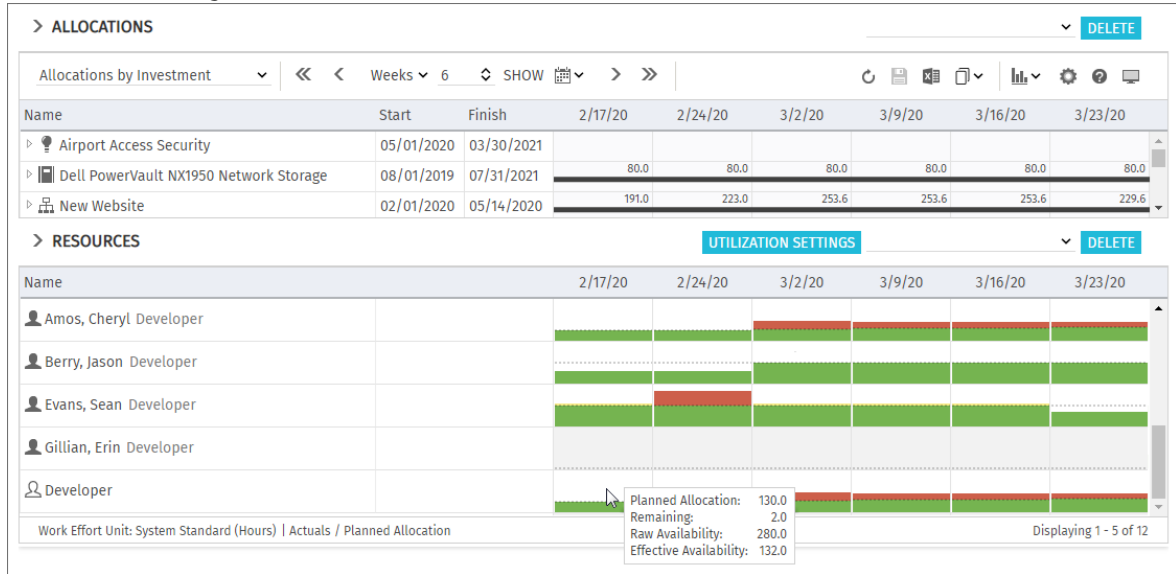 ALLOCATIONS
DELETE
Allocations by Investment Weeks 6 SHOW
Name Start Finish 2/17/20 2/24/20 3/2/20 3/9/20 3/16/20 3/23/20
Airport Access Security 05/01/2020 03/30/2021
Dell PowerVault NX1950 Network Storage 08/01/2019 07/31/2021 80.0 80.0 80.0 80.0 80.0 80.0
New Website 02/01/2020 05/14/2020 191.0 223.0 253.6 253.6 253.6 229.6
RESOURCES UTILIZATION SETTINGS DELETE
Name 2/17/20 2/24/20 3/2/20 3/9/20 3/16/20 3/23/20
Amos, Cheryl Developer
Berry, Jason Developer
Evans, Sean Developer
Gillian, Erin Developer
Developer
Planned Allocation: 130.0
Remaining: 2.0
Raw Availability: 280.0
Effective Availability: 132.0
Work Effort Unit: System Standard (Hours) | Actuals / Planned Allocation Displaying 1 - 5 of 12